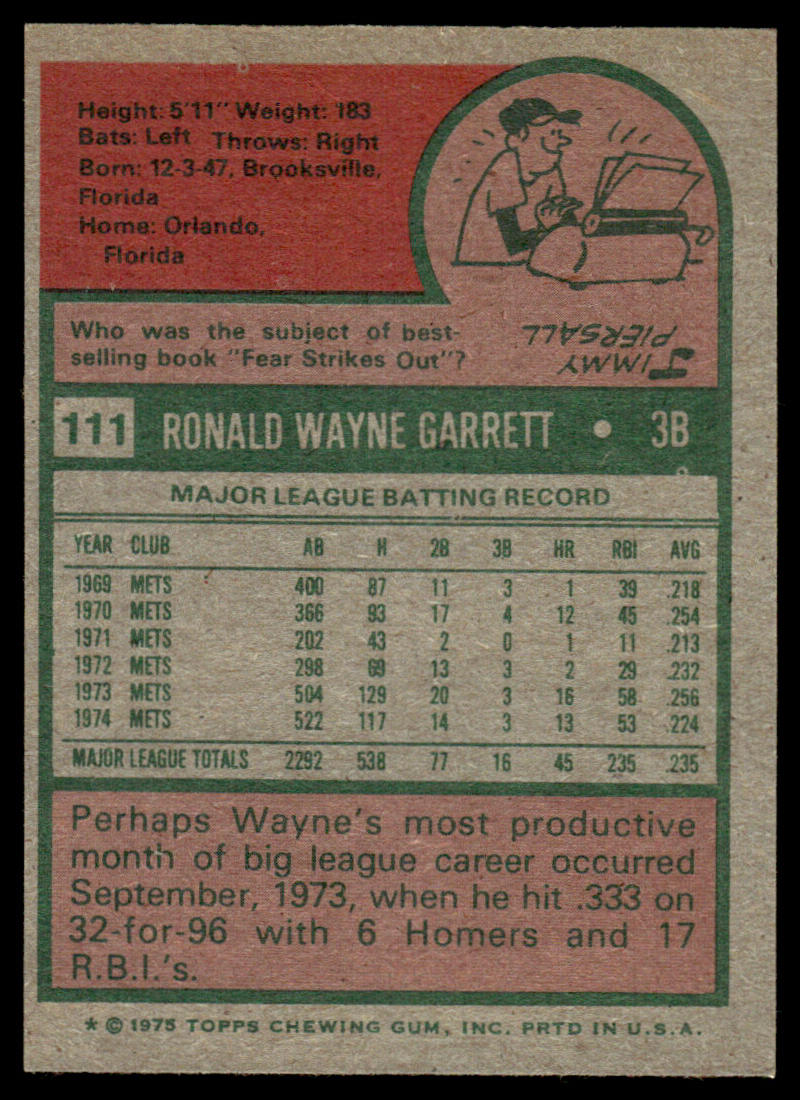 Height: 5'11" Weight: 183
Bats: Left Throws: Right
Born: 12-3-47, Brooksville,
Florida
Home: Orlando,
Florida
Who was the subject of best-
selling book "Fear Strikes Out"?
JIMMY
PIERSALL
111 RONALD WAYNE GARRETT • 3B
MAJOR LEAGUE BATTING RECORD
YEAR CLUB AB H 2B 3B HR RBI AVG
1969 METS 400 87 11 3 1 39 .218
1970 METS 366 93 17 4 12 45 .254
1971 METS 202 43 2 0 1 11 .213
1972 METS 298 69 13 3 2 29 .232
1973 METS 504 129 20 3 16 58 .256
1974 METS 522 117 14 3 13 53 .224
MAJOR LEAGUE TOTALS 2292 538 77 16 45 235 .235
Perhaps Wayne's most productive
month of big league career occurred
September, 1973, when he hit .333 on
32-for-96 with 6 Homers and 17
R.B.I.'s.
* © 1975 TOPPS CHEWING GUM, INC. PRTD IN U.S.A.